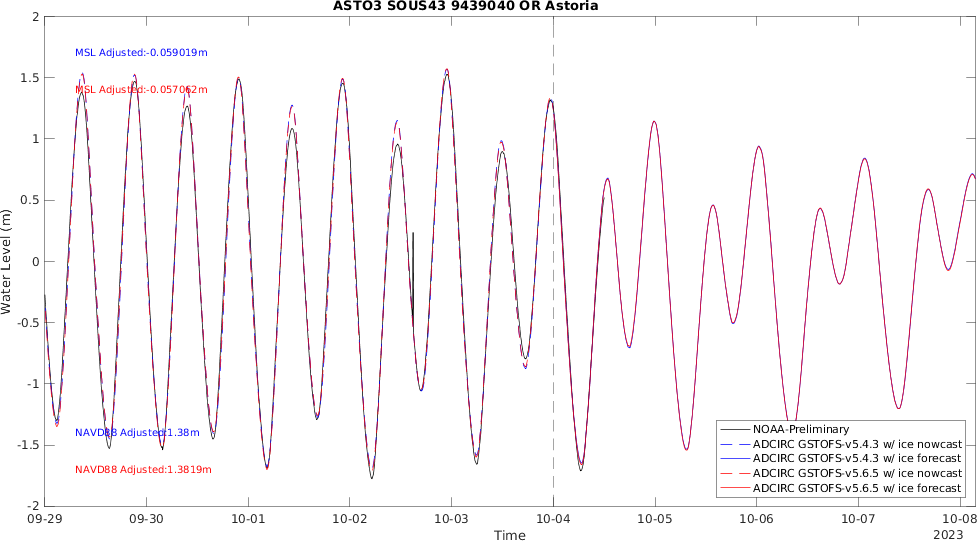 ASTO3 SOUS43 9439040 OR Astoria
2
1.5
1
0.5
0
-0.5
-1
-1.5
-2
Water Level (m)
MSL Adjusted:-0.059019m
MSL Adjusted:-0.057062m
NAVD88 Adjusted:1.38m
NAVD88 Adjusted:1.3819m
NOAA-Preliminary
ADCIRC GSTOFS-v5.4.3 w/ ice nowcast
ADCIRC GSTOFS-v5.4.3 w/ ice forecast
ADCIRC GSTOFS-v5.6.5 w/ ice nowcast
ADCIRC GSTOFS-v5.6.5 w/ ice forecast
09-29 09-30 10-01 10-02 10-03 10-04 10-05 10-06 10-07 10-08
Time
2023